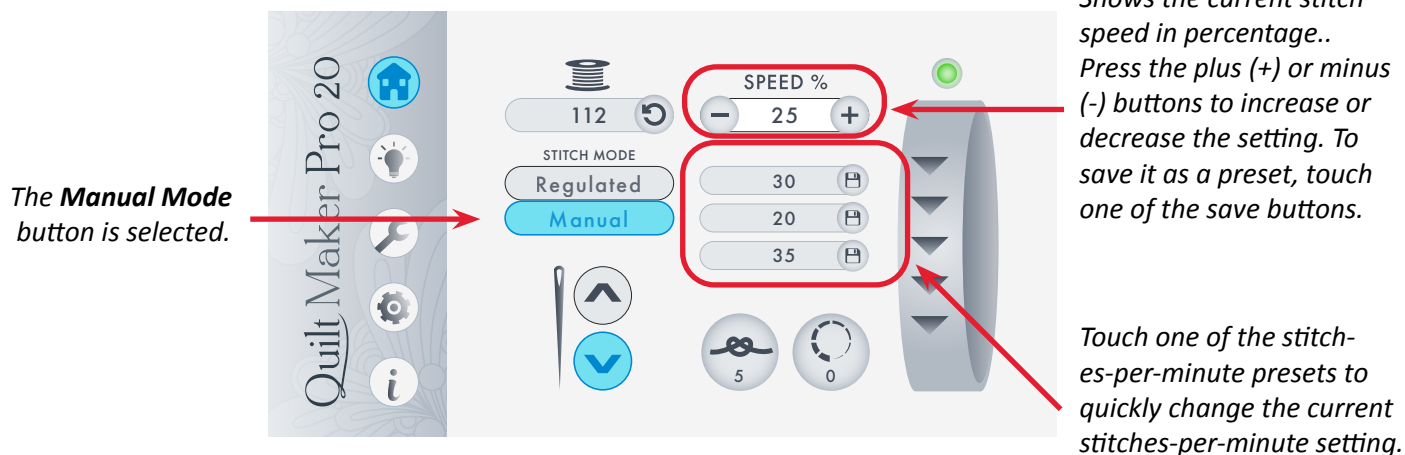 Shows the current stitch
speed in percentage..
Press the plus (+) or minus
(-) buttons to increase or
decrease the setting. To
save it as a preset, touch
one of the save buttons.
The Manual Mode
button is selected.
Quilt Maker Pro 20
i
112
SPEED %
− 25 +
STITCH MODE
Regulated
Manual
30
20
35
5
0
Touch one of the stitch-
es-per-minute presets to
quickly change the current
stitches-per-minute setting.